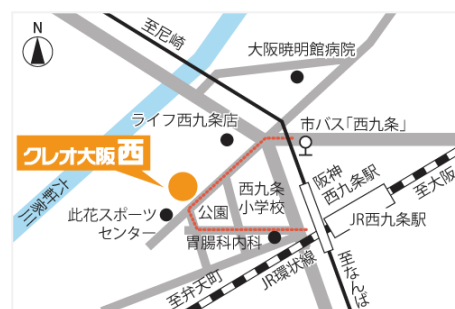 N
至尼崎
大阪暁明館病院
ライフ西九条店
市バス「西九条」
クレオ大阪西
六軒家川
此花スポーツ
センター
公園
西九条
小学校
胃腸科内科
阪神
西九条駅
至大阪
JR西九条駅
至弁天町
JR環状線
至なんば